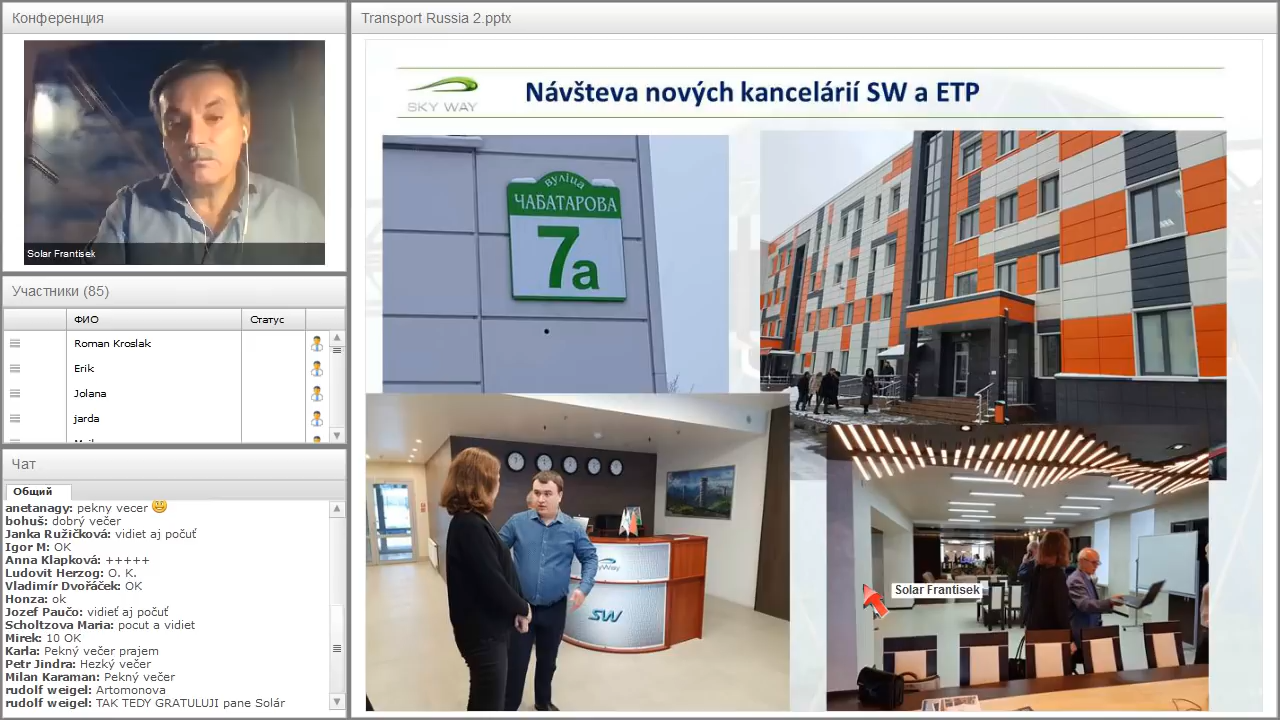 Конференция
Solar Frantisek
Участники (85)
ФИО
Статус
Roman Kroslak
Erik
Jolana
jarda
Чат
Общий
anetanagy: pekný vecer
bohuš: dobrý večer
Janka Ružičková: vidiet aj počuť
Igor M: OK
Anna Klapková: +++++
Ludovit Herzog: O. K.
Vladimír Dvořáček: OK
Honza: ok
Jozef Paučo: vidieť aj počuť
Scholtzova Maria: pocut a vidiet
Mirek: 10 OK
Karla: Pekný večer prajem
Petr Jindra: Hezký večer
Milan Karaman: Pekný večer
rudolf weigel: Artomonova
rudolf weigel: TAK TEDY GRATULUJI pane Solár
Transport Russia 2.pptx
SKY WAY
Návšteva nových kancelárií SW a ETP
вуліца
ЧАБАТАРОВА
7а
SkyWay
SW
Solar Frantisek